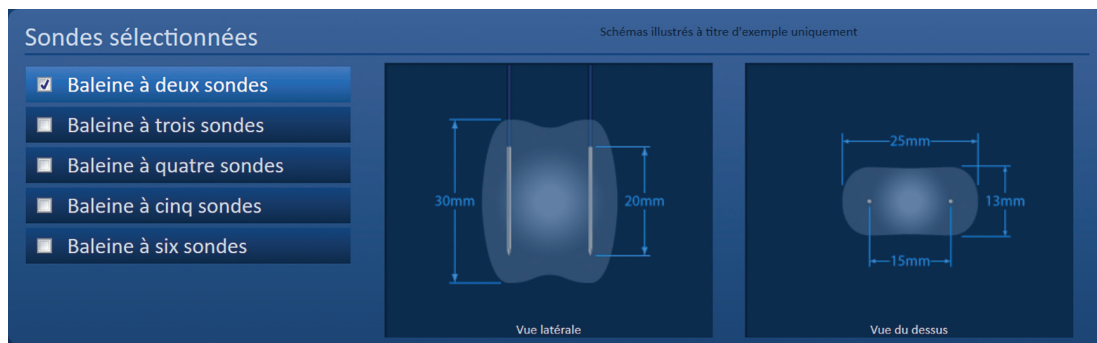 Sondes sélectionnées
Schémas illustrés à titre d'exemple uniquement
Baleine à deux sondes
Baleine à trois sondes
Baleine à quatre sondes
Baleine à cinq sondes
Baleine à six sondes
30mm
20mm
Vue latérale
25mm
13mm
15mm
Vue du dessus